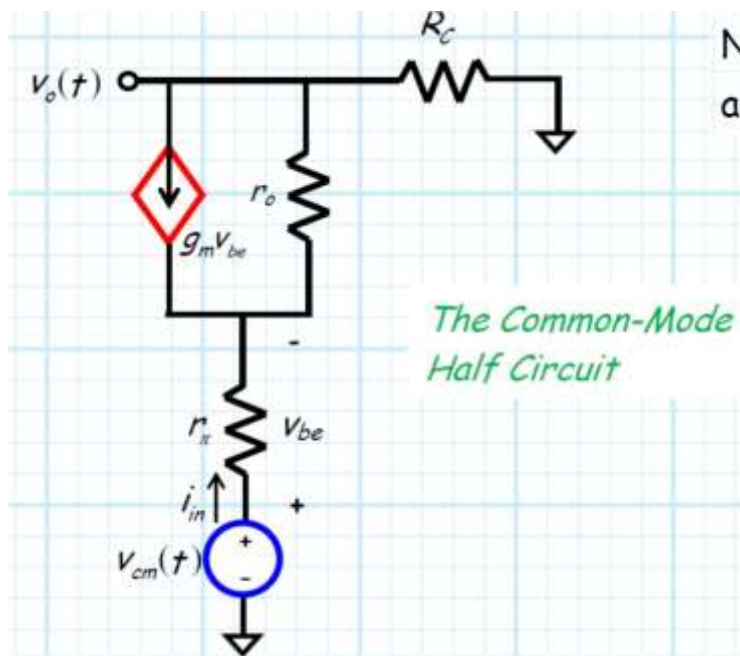 R_C
N
v_o(t)
a
r_o
g_m v_be
-
The Common-Mode
Half Circuit
r_π v_be
i_in +
+
v_cm(t)
-